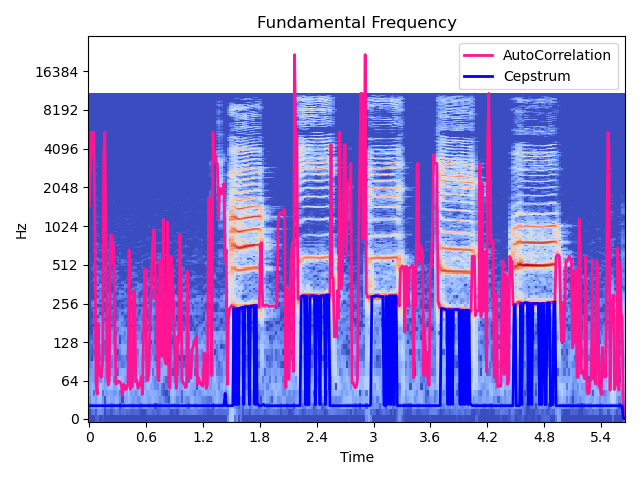 Fundamental Frequency
AutoCorrelation
Cepstrum
16384
8192
4096
2048
1024
512
256
128
64
0
Hz
0 0.6 1.2 1.8 2.4 3 3.6 4.2 4.8 5.4
Time